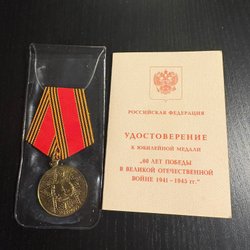 РОССИЙСКАЯ ФЕДЕРАЦИЯ
УДОСТОВЕРЕНИЕ
К ЮБИЛЕЙНОЙ МЕДАЛИ
„60 ЛЕТ ПОБЕДЫ
В ВЕЛИКОЙ ОТЕЧЕСТВЕННОЙ
ВОЙНЕ 1941–1945 гг."